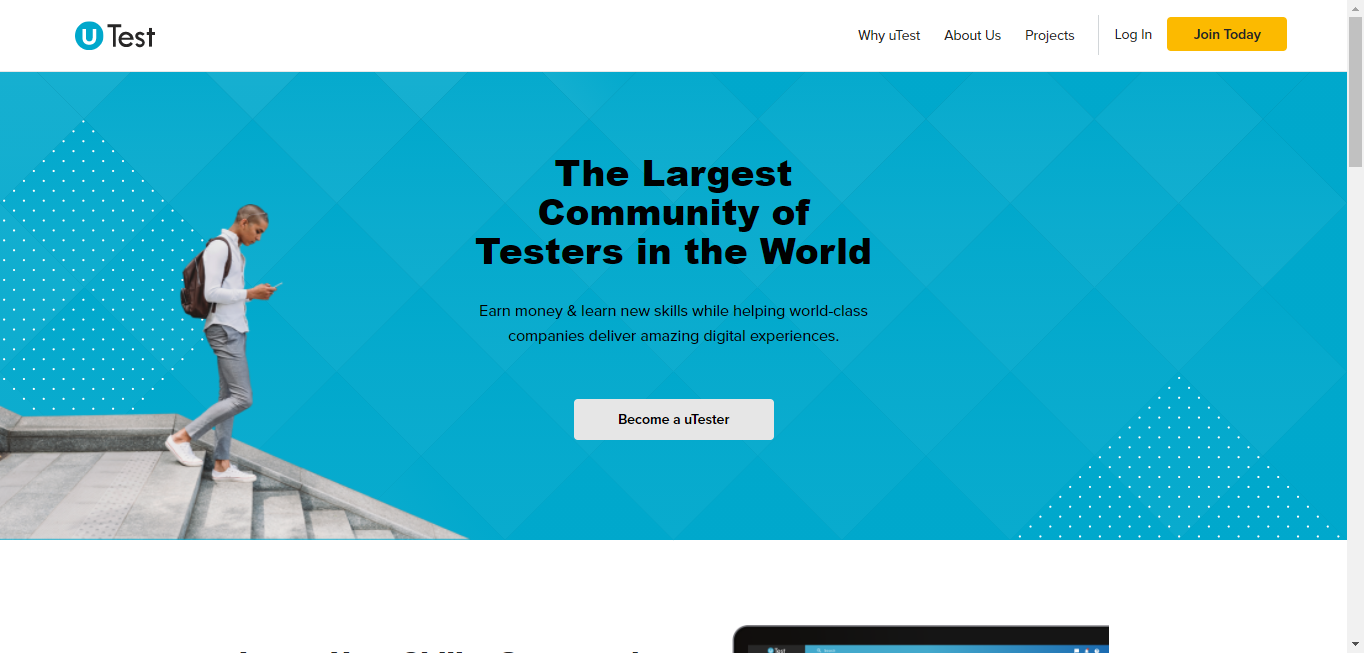 uTest
Why uTest
About Us
Projects
Log In
Join Today
The Largest
Community of
Testers in the World
Earn money & learn new skills while helping world-class
companies deliver amazing digital experiences.
Become a uTester